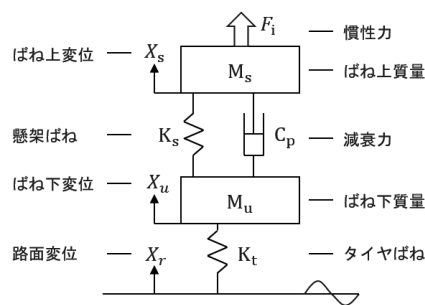 F_i
慣性力
ばね上変位
X_s
M_s
ばね上質量
懸架ばね
K_s
C_p
減衰力
ばね下変位
X_u
M_u
ばね下質量
路面変位
X_r
K_t
タイヤばね